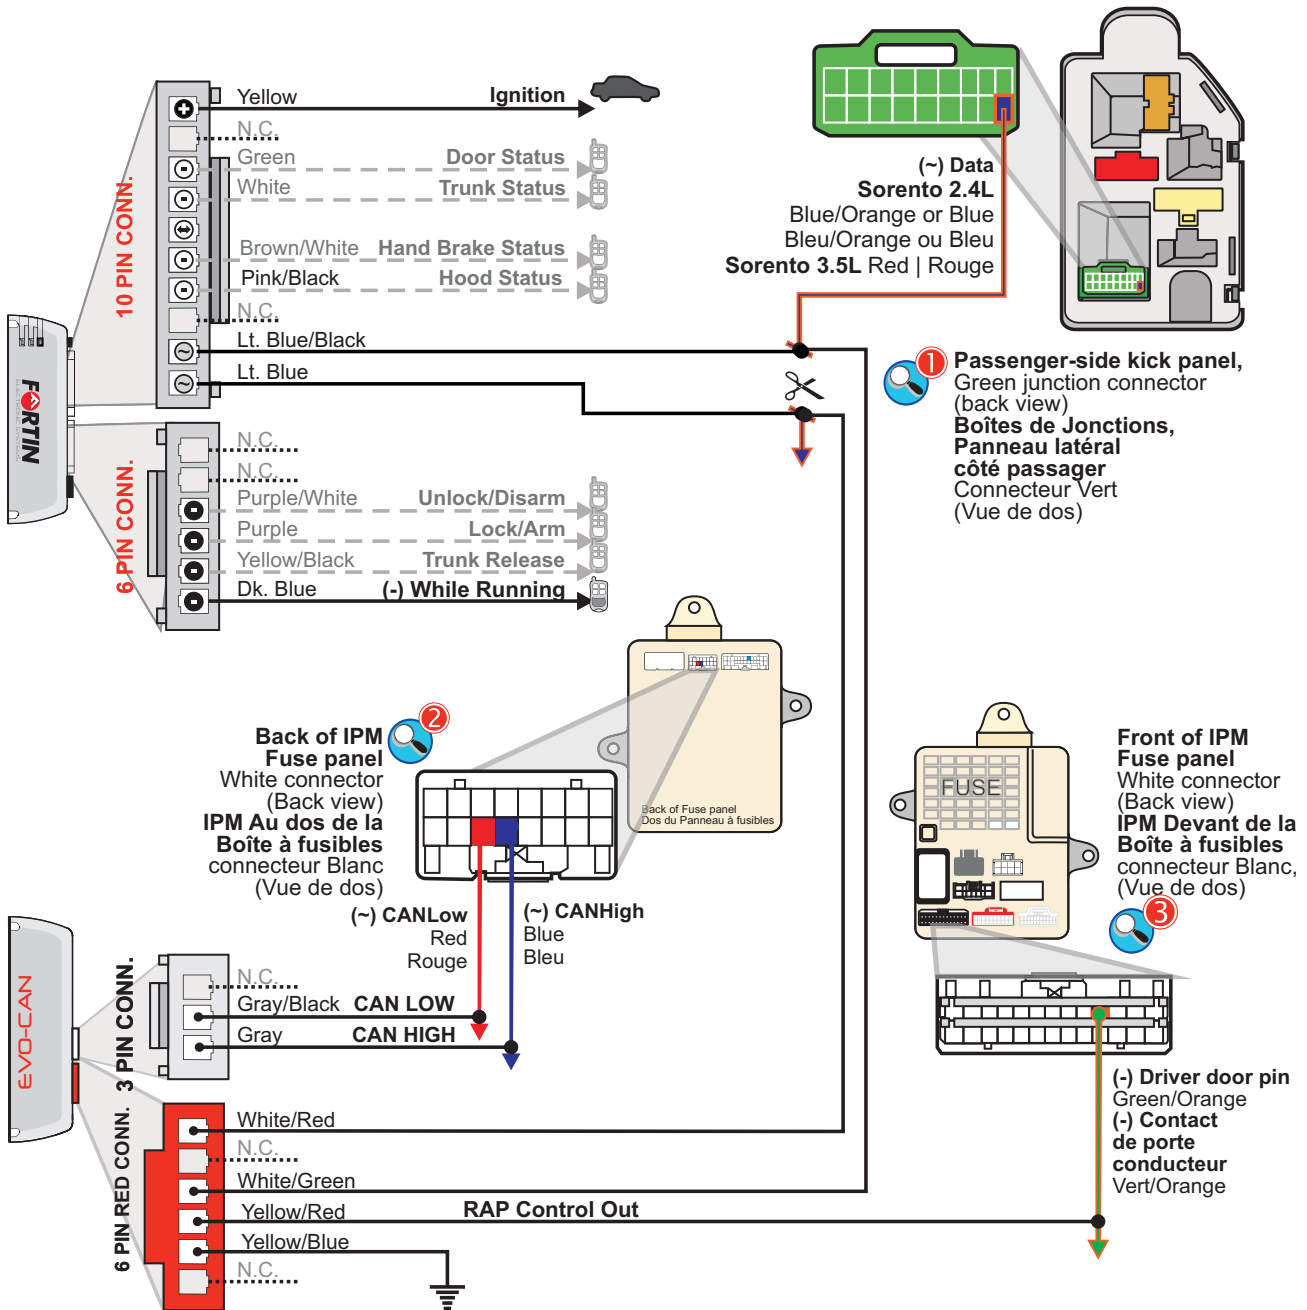 10 PIN CONN.
Yellow
Ignition
N.C.
Green
Door Status
White
Trunk Status
Brown/White
Hand Brake Status
Pink/Black
Hood Status
N.C.
Lt. Blue/Black
Lt. Blue
FORTIN
6 PIN CONN.
N.C.
N.C.
Purple/White
Unlock/Disarm
Purple
Lock/Arm
Yellow/Black
Trunk Release
Dk. Blue
(-) While Running
(~) Data
Sorento 2.4L
Blue/Orange or Blue
Bleu/Orange ou Bleu
Sorento 3.5L Red | Rouge
1
Passenger-side kick panel,
Green junction connector
(back view)
Boîtes de Jonctions,
Panneau latéral
côté passager
Connecteur Vert
(Vue de dos)
2
Back of IPM
Fuse panel
White connector
(Back view)
IPM Au dos de la
Boîte à fusibles
connecteur Blanc
(Vue de dos)
Back of Fuse panel
Dos du Panneau à fusibles
(~) CANLow
Red
Rouge
(~) CANHigh
Blue
Bleu
FUSE
Front of IPM
Fuse panel
White connector
(Back view)
IPM Devant de la
Boîte à fusibles
connecteur Blanc,
(Vue de dos)
3
(-) Driver door pin
Green/Orange
(-) Contact
de porte
conducteur
Vert/Orange
EVO-CAN
3 PIN CONN.
N.C.
Gray/Black
CAN LOW
Gray
CAN HIGH
6 PIN RED CONN.
White/Red
N.C.
White/Green
Yellow/Red
RAP Control Out
Yellow/Blue
N.C.